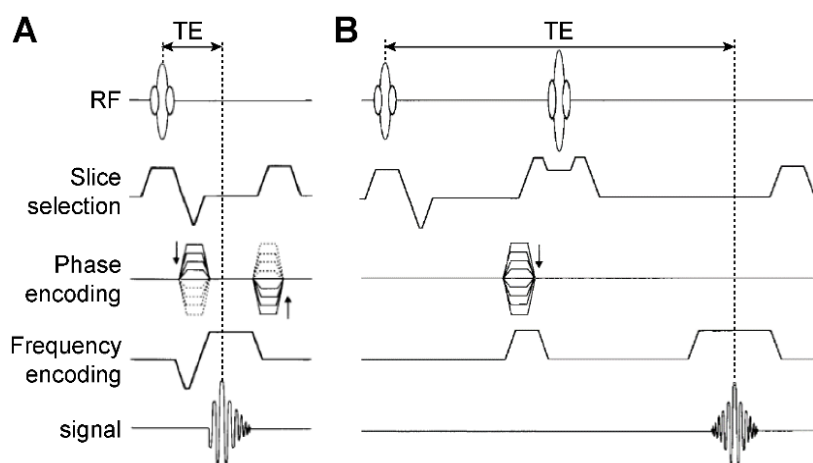 A TE B TE
RF
Slice
selection
Phase
encoding
Frequency
encoding
signal